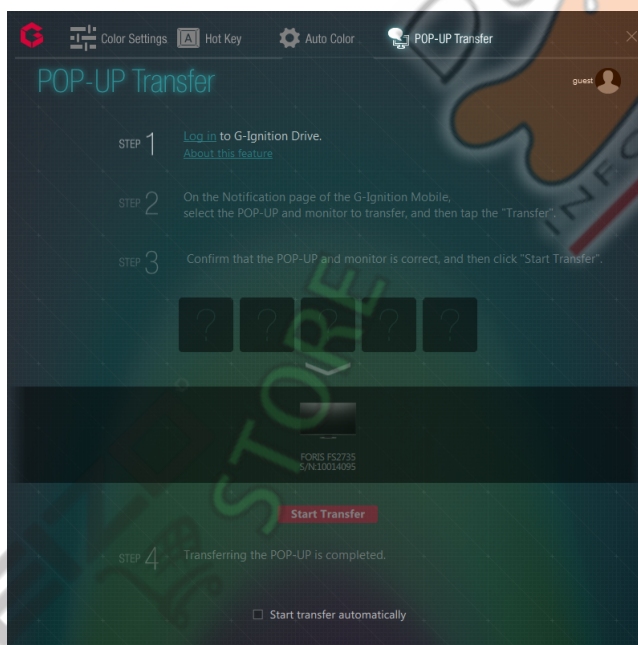 G
Color Settings
A Hot Key
Auto Color
POP-UP Transfer
POP-UP Transfer
guest
STEP 1
Log in to G-Ignition Drive.
About this feature
STEP 2
On the Notification page of the G-Ignition Mobile,
select the POP-UP and monitor to transfer, and then tap the "Transfer".
STEP 3
Confirm that the POP-UP and monitor is correct, and then click "Start Transfer".
? ? ? ? ?
FORIS FS2735
S/N:10014095
Start Transfer
STEP 4
Transferring the POP-UP is completed.
Start transfer automatically
STORE